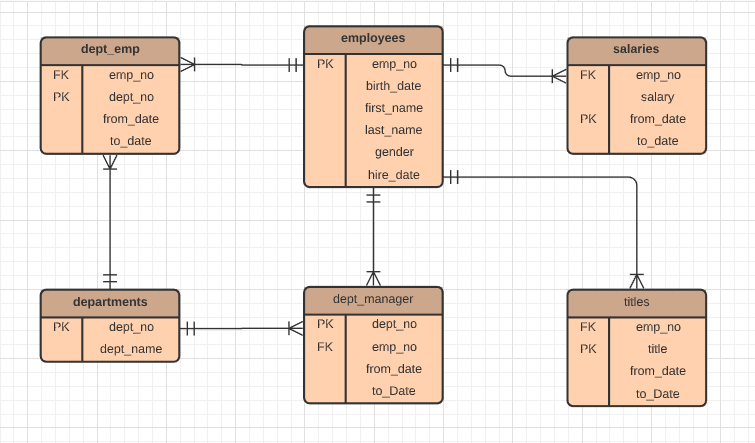 dept_emp
FK emp_no
PK dept_no
from_date
to_date
employees
PK emp_no
birth_date
first_name
last_name
gender
hire_date
salaries
FK emp_no
salary
PK from_date
to_date
departments
PK dept_no
dept_name
dept_manager
PK dept_no
FK emp_no
from_date
to_Date
titles
FK emp_no
PK title
from_date
to_Date